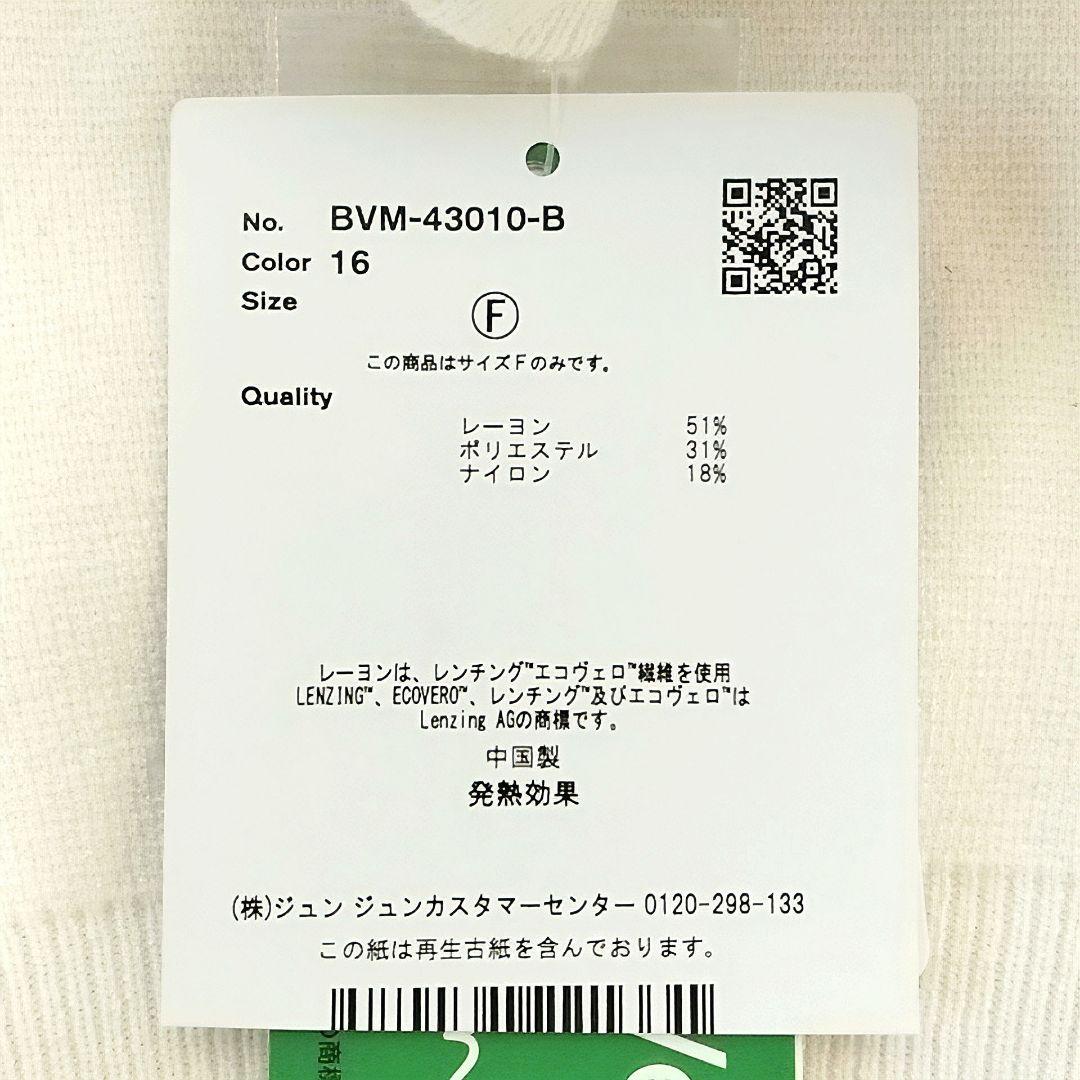 No. BVM-43010-B
Color 16
Size
Ⓕ
この商品はサイズFのみです。
Quality
レーヨン 51%
ポリエステル 31%
ナイロン 18%
レーヨンは、レンチング™エコヴェロ™繊維を使用
LENZING™、ECOVERO™、レンチング™及びエコヴェロ™は
Lenzing AGの商標です。
中国製
発熱効果
(株)ジュン ジュンカスタマーセンター 0120-298-133
この紙は再生古紙を含んでおります。